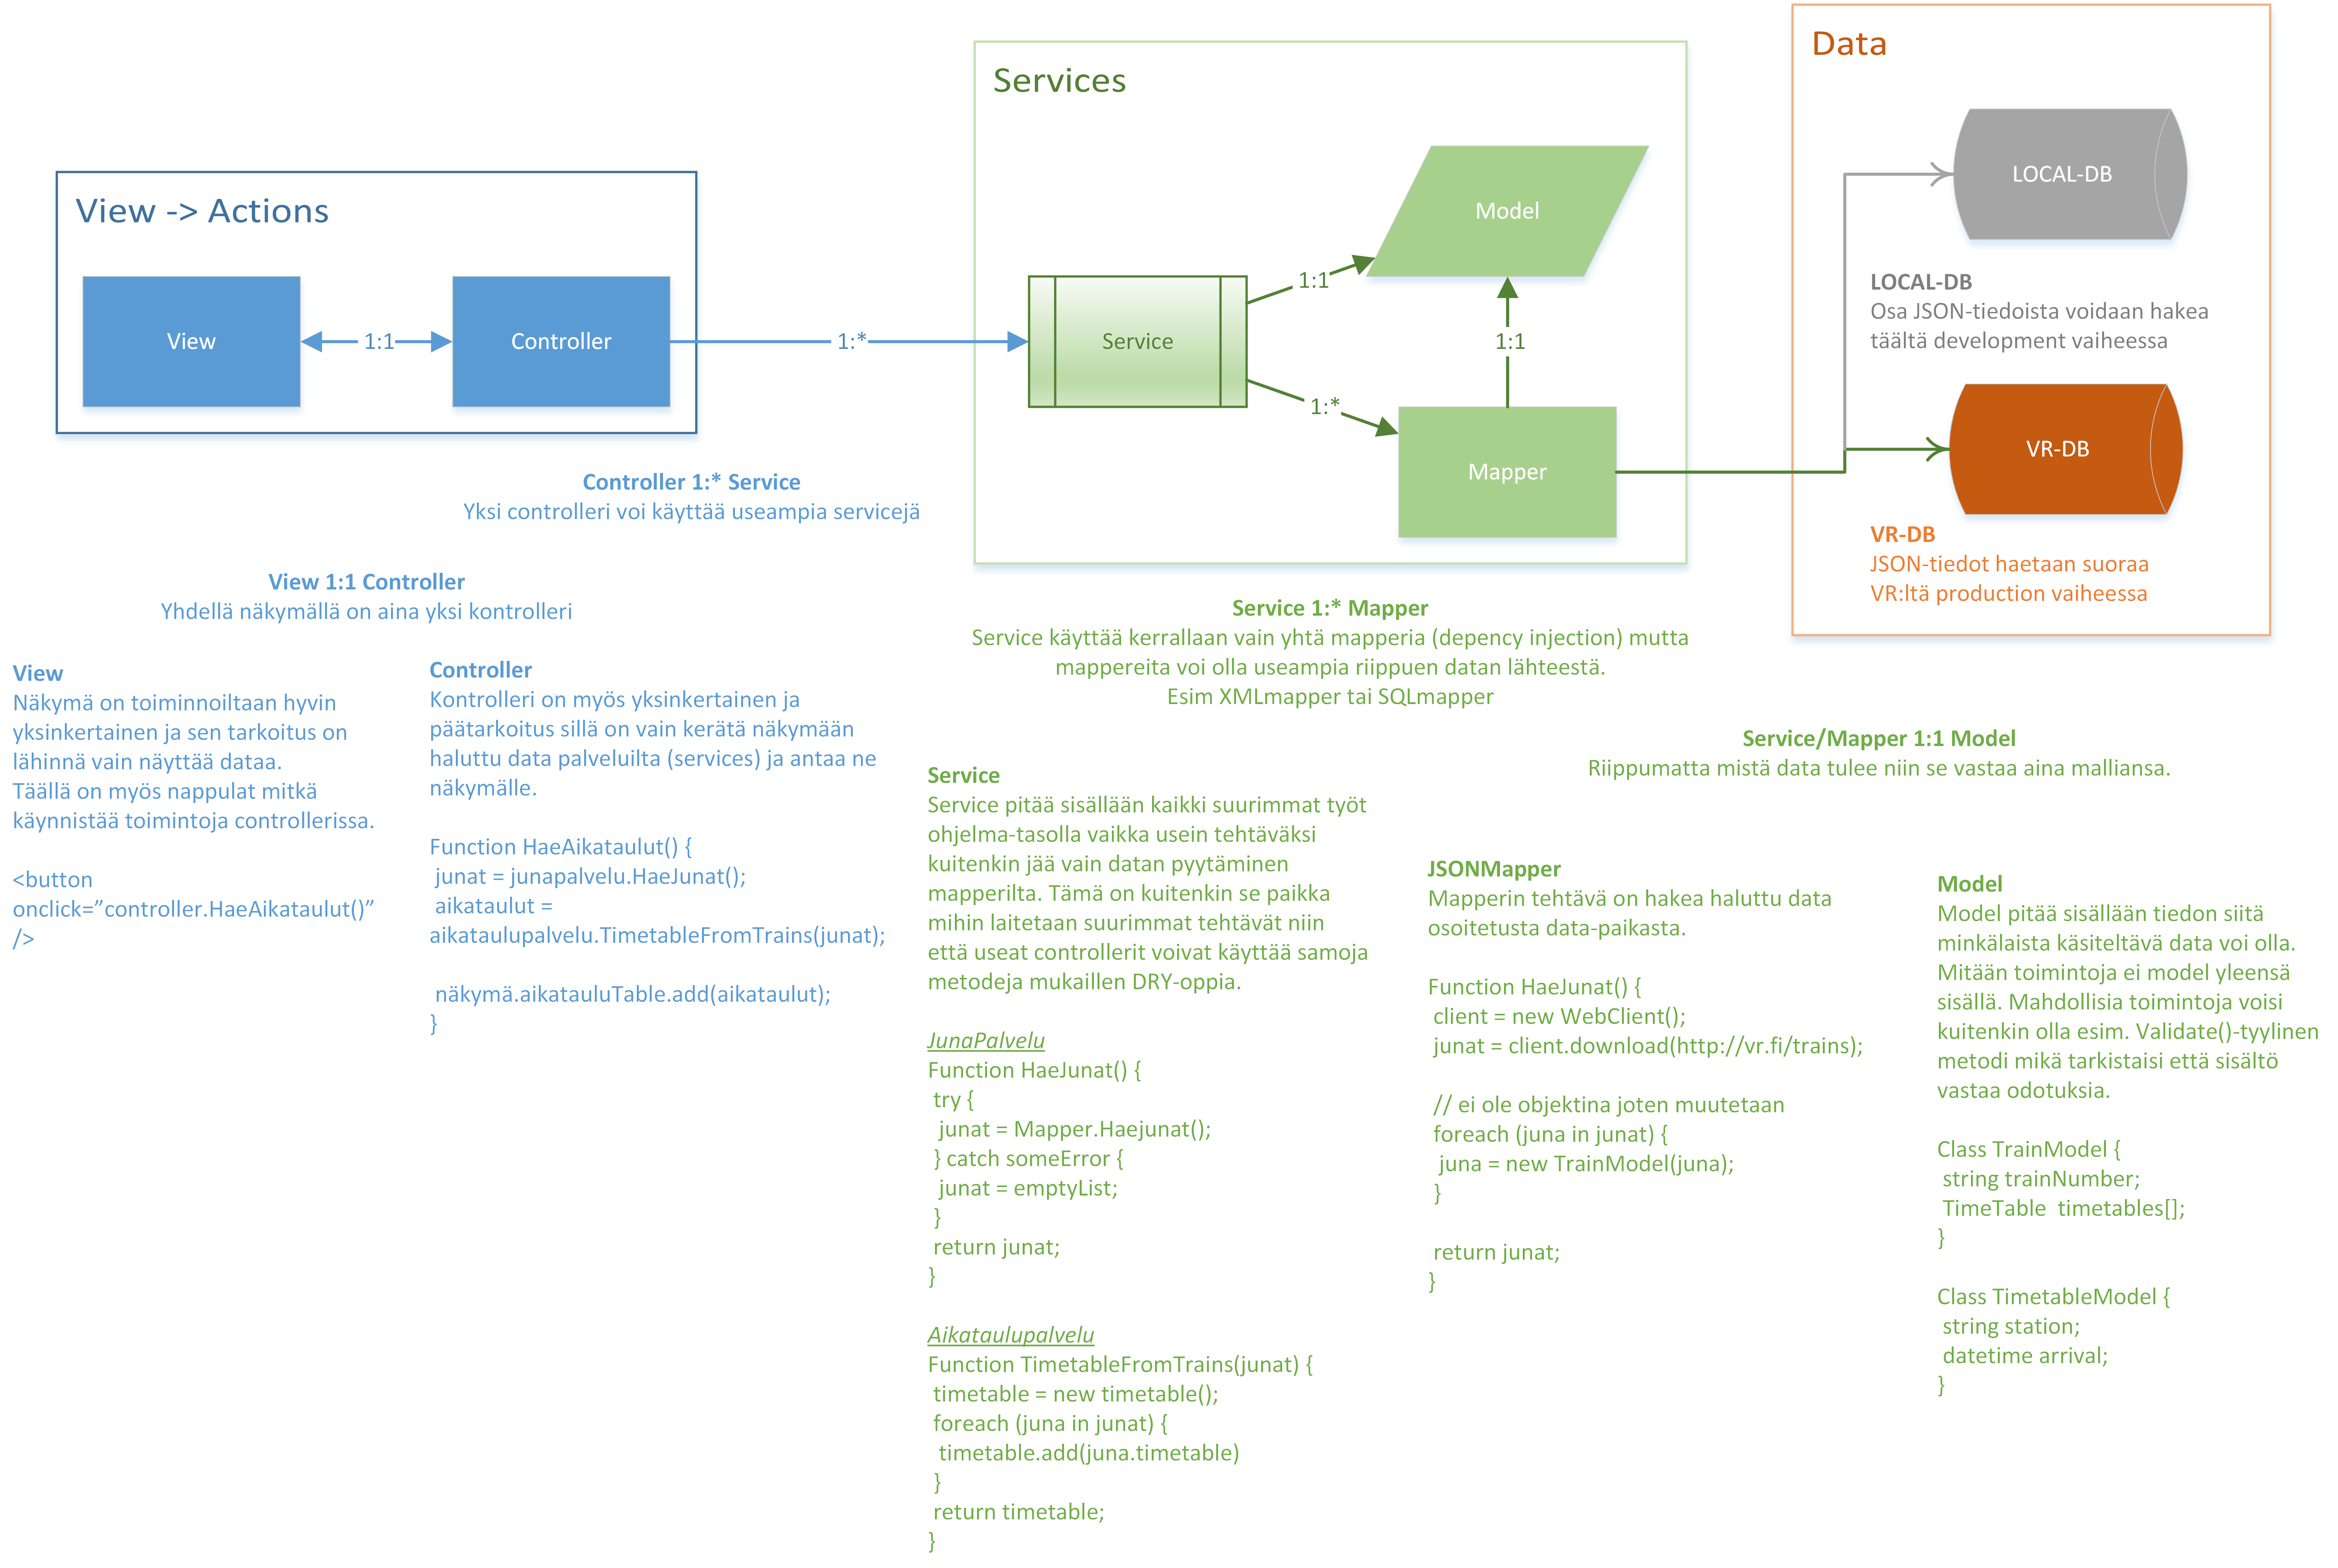 Data
Services
LOCAL-DB
View -> Actions
Model
View
1:1
Controller
1:*
Service
1:1
1:*
1:1
Mapper
LOCAL-DB
Osa JSON-tiedoista voidaan hakea
täältä development vaiheessa
VR-DB
VR-DB
JSON-tiedot haetaan suoraa
VR:ltä production vaiheessa
Controller 1:* Service
Yksi controlleri voi käyttää useampia servicejä
View 1:1 Controller
Yhdellä näkymällä on aina yksi kontrolleri
Service 1:* Mapper
Service käyttää kerrallaan vain yhtä mapperia (depency injection) mutta
mappereita voi olla useampia riippuen datan lähteestä.
Esim XMLmapper tai SQLmapper
Service/Mapper 1:1 Model
Riippumatta mistä data tulee niin se vastaa aina malliansa.
View
Näkymä on toiminnoiltaan hyvin
yksinkertainen ja sen tarkoitus on
lähinnä vain näyttää dataa.
Täällä on myös nappulat mitkä
käynnistää toimintoja controllerissa.
<button
onclick=”controller.HaeAikataulut()”
/>
Controller
Kontrolleri on myös yksinkertainen ja
päätarkoitus sillä on vain kerätä näkymään
haluttu data palveluilta (services) ja antaa ne
näkymälle.
Function HaeAikataulut() {
junat = junapalvelu.HaeJunat();
aikataulut =
aikataulupalvelu.TimetableFromTrains(junat);
näkymä.aikatauluTable.add(aikataulut);
}
Service
Service pitää sisällään kaikki suurimmat työt
ohjelma-tasolla vaikka usein tehtäväksi
kuitenkin jää vain datan pyytäminen
mapperilta. Tämä on kuitenkin se paikka
mihin laitetaan suurimmat tehtävät niin
että useat controllerit voivat käyttää samoja
metodeja mukaillen DRY-oppia.
JunaPalvelu
Function HaeJunat() {
try {
junat = Mapper.Haejunat();
} catch someError {
junat = emptyList;
}
return junat;
}
Aikataulupalvelu
Function TimetableFromTrains(junat) {
timetable = new timetable();
foreach (juna in junat) {
timetable.add(juna.timetable)
}
return timetable;
}
JSONMapper
Mapperin tehtävä on hakea haluttu data
osoitetusta data-paikasta.
Function HaeJunat() {
client = new WebClient();
junat = client.download(http://vr.fi/trains);
// ei ole objektina joten muutetaan
foreach (juna in junat) {
juna = new TrainModel(juna);
}
return junat;
}
Model
Model pitää sisällään tiedon siitä
minkälaista käsiteltävä data voi olla.
Mitään toimintoja ei model yleensä
sisällä. Mahdollisia toimintoja voisi
kuitenkin olla esim. Validate()-tyylinen
metodi mikä tarkistaisi että sisältö
vastaa odotuksia.
Class TrainModel {
string trainNumber;
TimeTable timetables[];
}
Class TimetableModel {
string station;
datetime arrival;
}